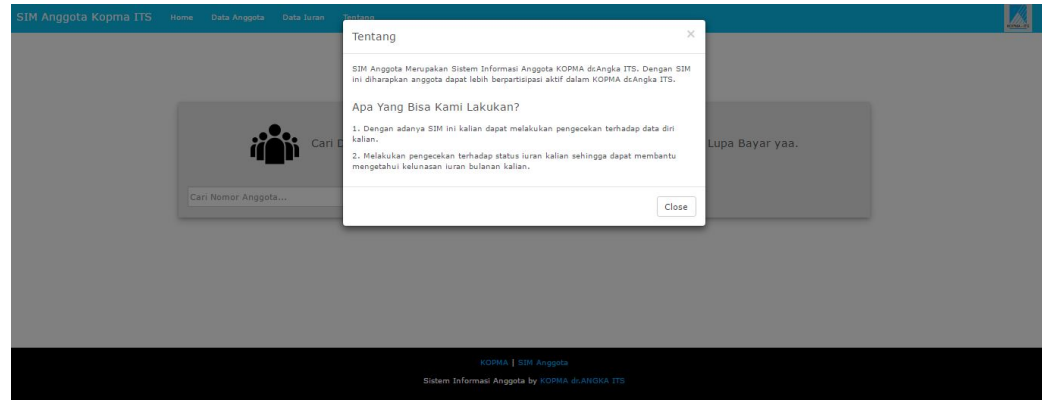 SIM Anggota Kopma ITS Home Data Anggota Data Iuran Tentang
KOPMA ITS
Tentang ×
SIM Anggota Merupakan Sistem Informasi Anggota KOPMA dr.Angka ITS. Dengan SIM
ini diharapkan anggota dapat lebih berpartisipasi aktif dalam KOPMA dr.Angka ITS.
Apa Yang Bisa Kami Lakukan?
1. Dengan adanya SIM ini kalian dapat melakukan pengecekan terhadap data diri
kalian.
2. Melakukan pengecekan terhadap status iuran kalian sehingga dapat membantu
mengetahui kelunasan iuran bulanan kalian.
Close
Cari D
Lupa Bayar yaa.
Cari Nomor Anggota...
KOPMA | SIM Anggota
Sistem Informasi Anggota by KOPMA dr.ANGKA ITS